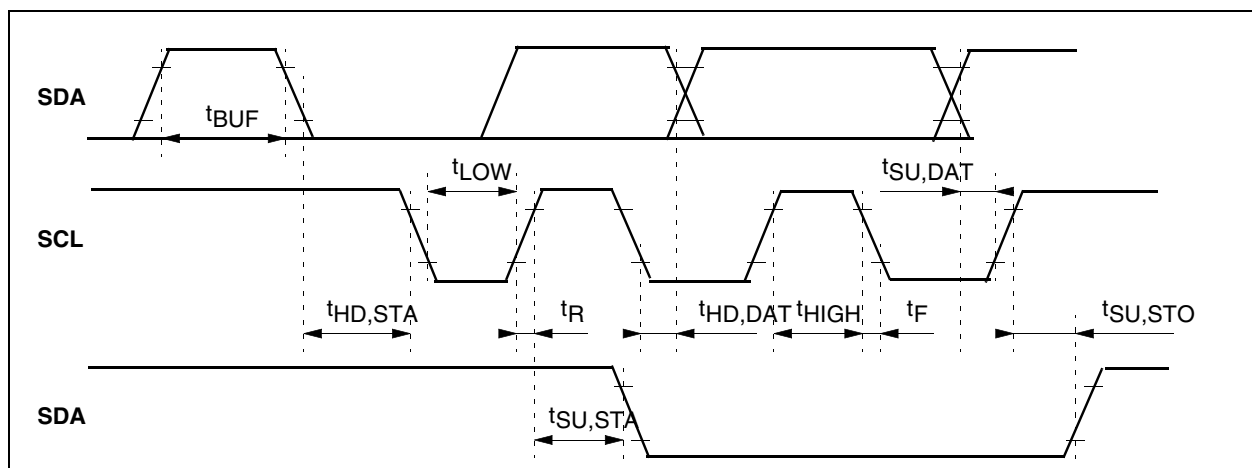 SDA
tBUF
tLOW
tSU,DAT
SCL
tHD,STA
tR
tHD,DAT
tHIGH
tF
tSU,STO
SDA
tSU,STA